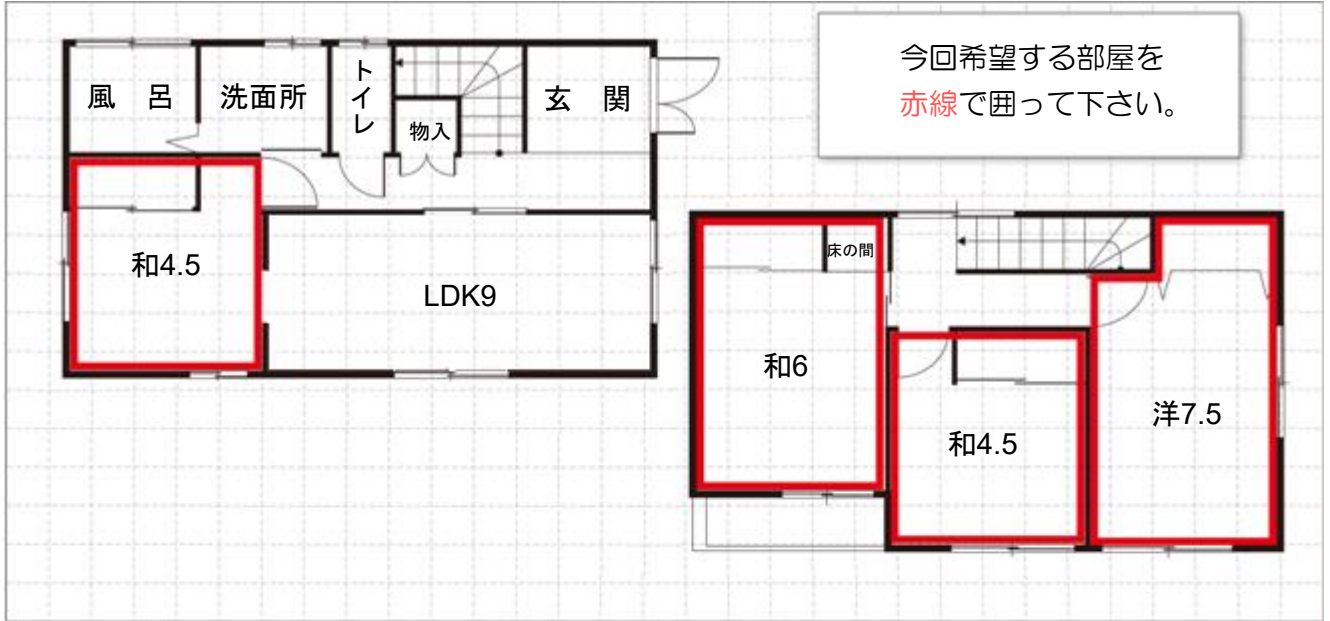 今回希望する部屋を
赤線で囲って下さい。
風 呂
洗面所
トイレ
物入
玄 関
和4.5
LDK9
床の間
和6
和4.5
洋7.5